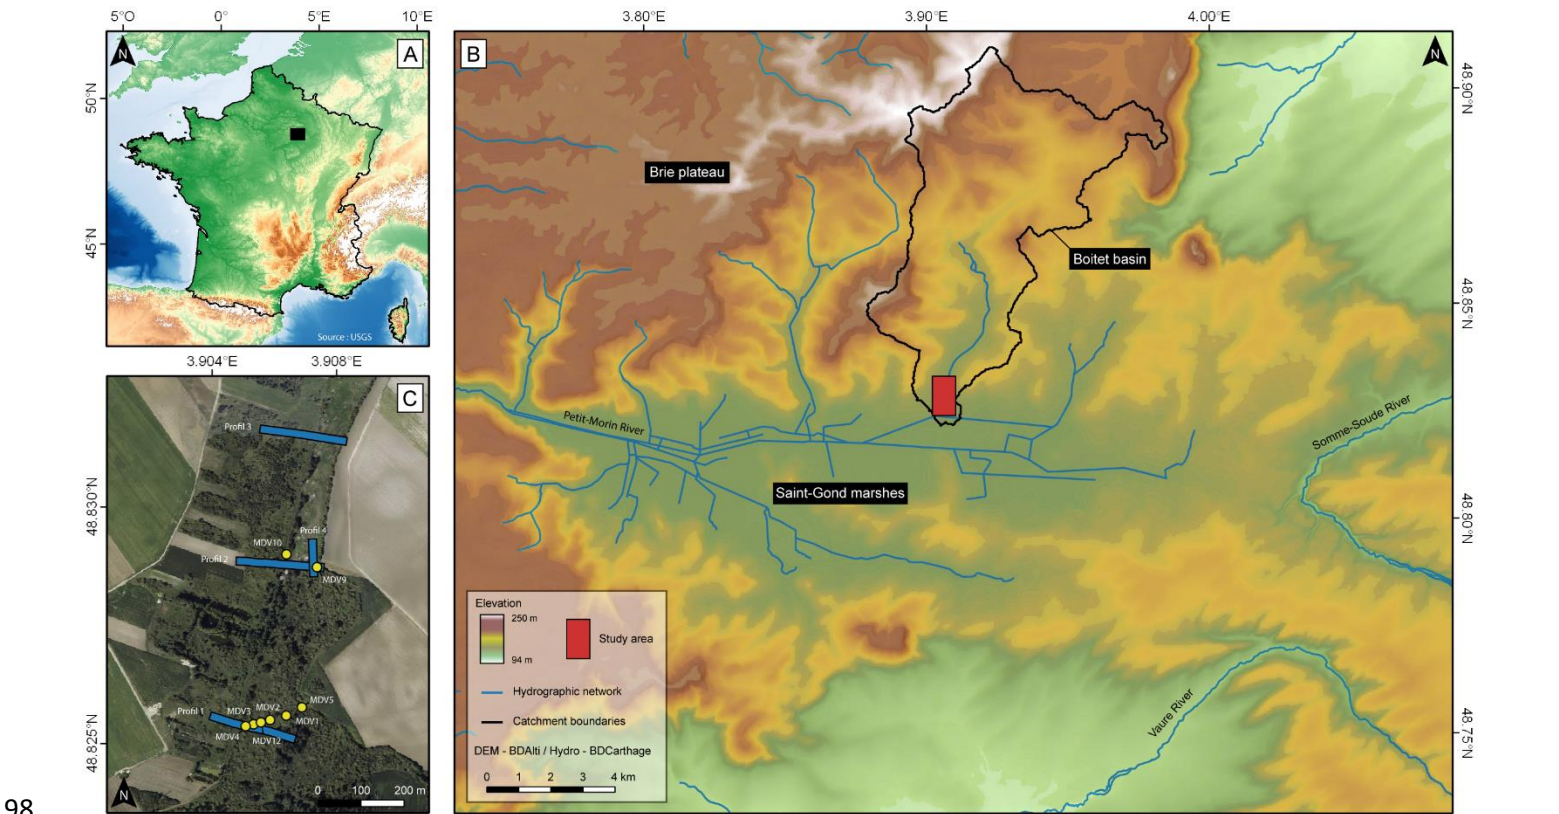 5°O 0° 5°E 10°E
50°N
45°N
N
A
Source : USGS
3.904°E 3.908°E
48.830°N
48.825°N
C
Profil 3
Profil 4
MDV10
Profil 2
MDV9
MDV5
MDV2
MDV3
Profil 1
MDV1
MDV4
MDV12
N
0 100 200 m
3.80°E 3.90°E 4.00°E
B
N
48.90°N
48.85°N
48.80°N
48.75°N
Brie plateau
Boitet basin
Petit-Morin River
Somme-Soude River
Saint-Gond marshes
Vaure River
Elevation
250 m
94 m
Study area
Hydrographic network
Catchment boundaries
DEM - BDAlti / Hydro - BDCarthage
0 1 2 3 4 km
98